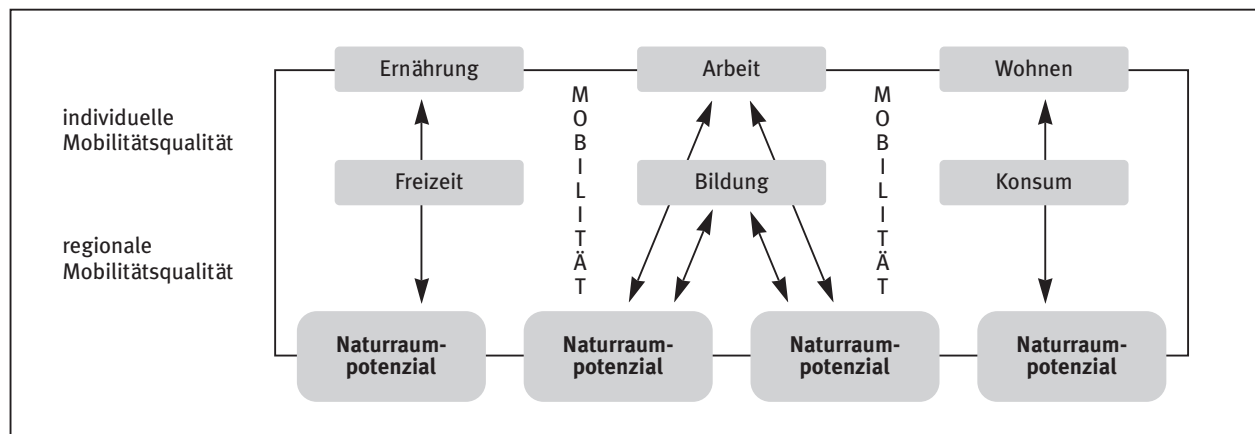 Ernährung
Arbeit
Wohnen
individuelle
Mobilitätsqualität
MOBILITÄT
MOBILITÄT
Freizeit
Bildung
Konsum
regionale
Mobilitätsqualität
Naturraum-
potenzial
Naturraum-
potenzial
Naturraum-
potenzial
Naturraum-
potenzial